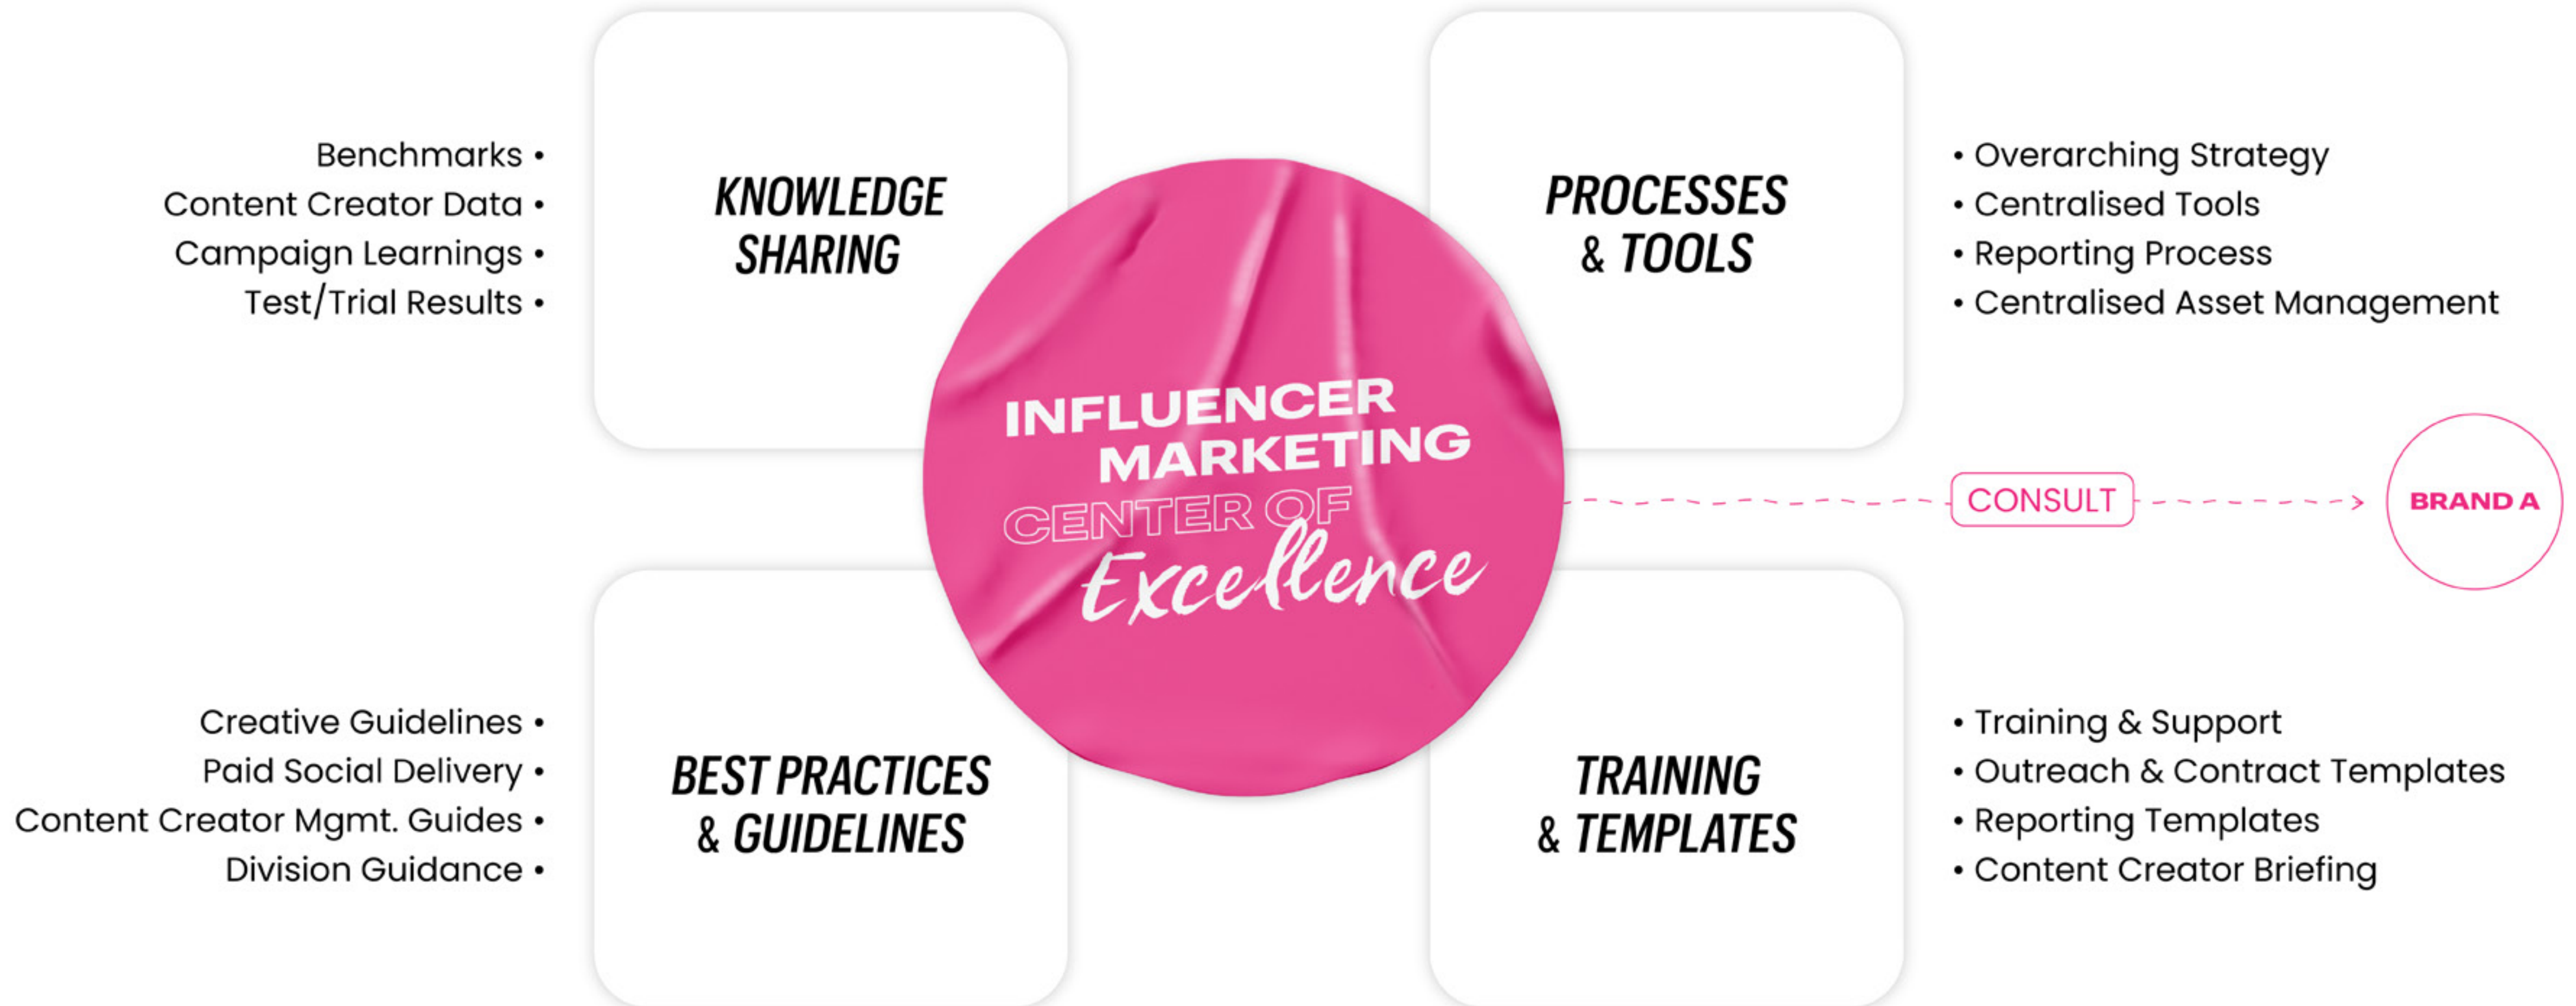 Benchmarks •
Content Creator Data •
Campaign Learnings •
Test/Trial Results •
KNOWLEDGE
SHARING
PROCESSES
& TOOLS
• Overarching Strategy
• Centralised Tools
• Reporting Process
• Centralised Asset Management
INFLUENCER
MARKETING
CENTER OF
Excellence
CONSULT
BRAND A
Creative Guidelines •
Paid Social Delivery •
Content Creator Mgmt. Guides •
Division Guidance •
BEST PRACTICES
& GUIDELINES
TRAINING
& TEMPLATES
• Training & Support
• Outreach & Contract Templates
• Reporting Templates
• Content Creator Briefing